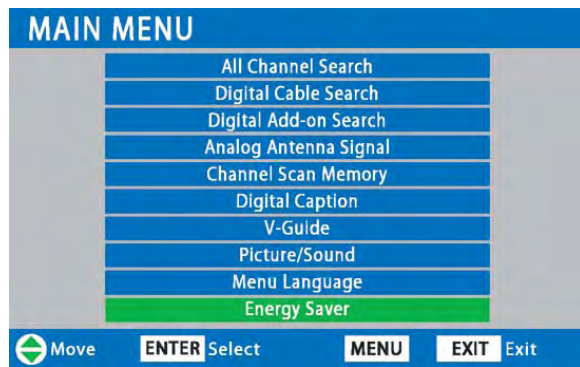 MAIN MENU
All Channel Search
Digital Cable Search
Digital Add-on Search
Analog Antenna Signal
Channel Scan Memory
Digital Caption
V-Guide
Picture/Sound
Menu Language
Energy Saver
Move ENTER Select MENU EXIT Exit